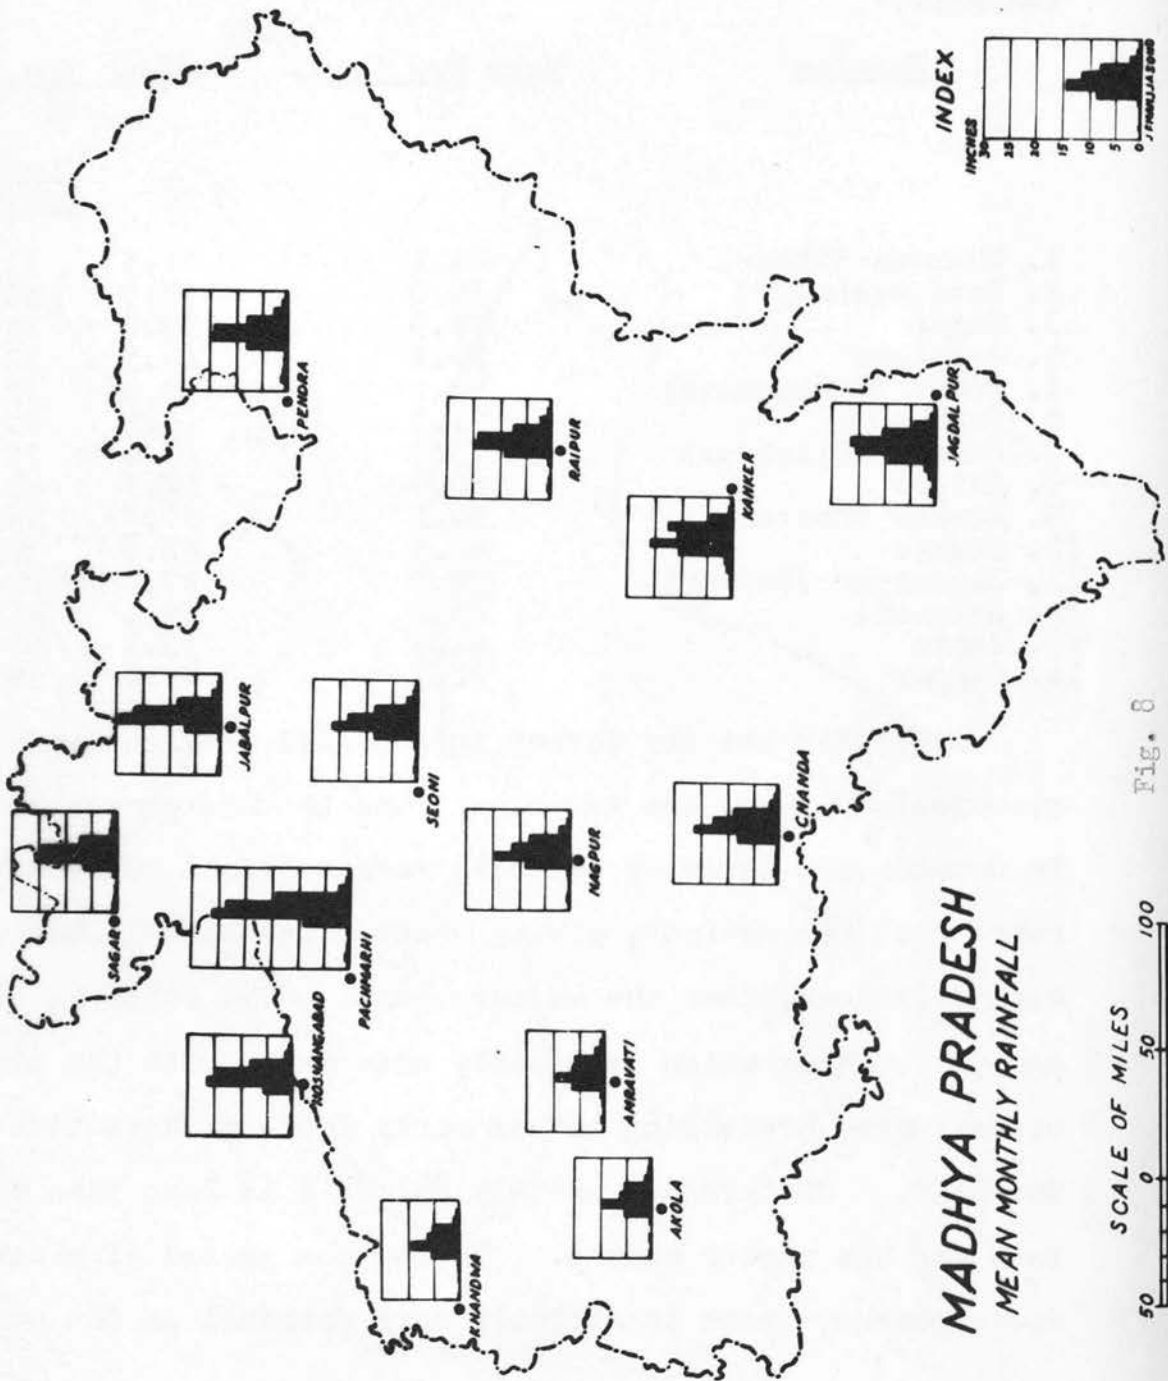 INDEX
INCHES
30
25
20
15
10
5
0
J F M A M J J A S O N D
PENDRA
RAIPUR
JAGDALPUR
KANKER
JABALPUR
SEONI
SAGAR
NAGPUR
CHANDA
PACHMARHI
HOSHANGABAD
AMRAVATI
AKOLA
KHANDWA
MADHYA PRADESH
MEAN MONTHLY RAINFALL
SCALE OF MILES
50 0 50 100
Fig. 8